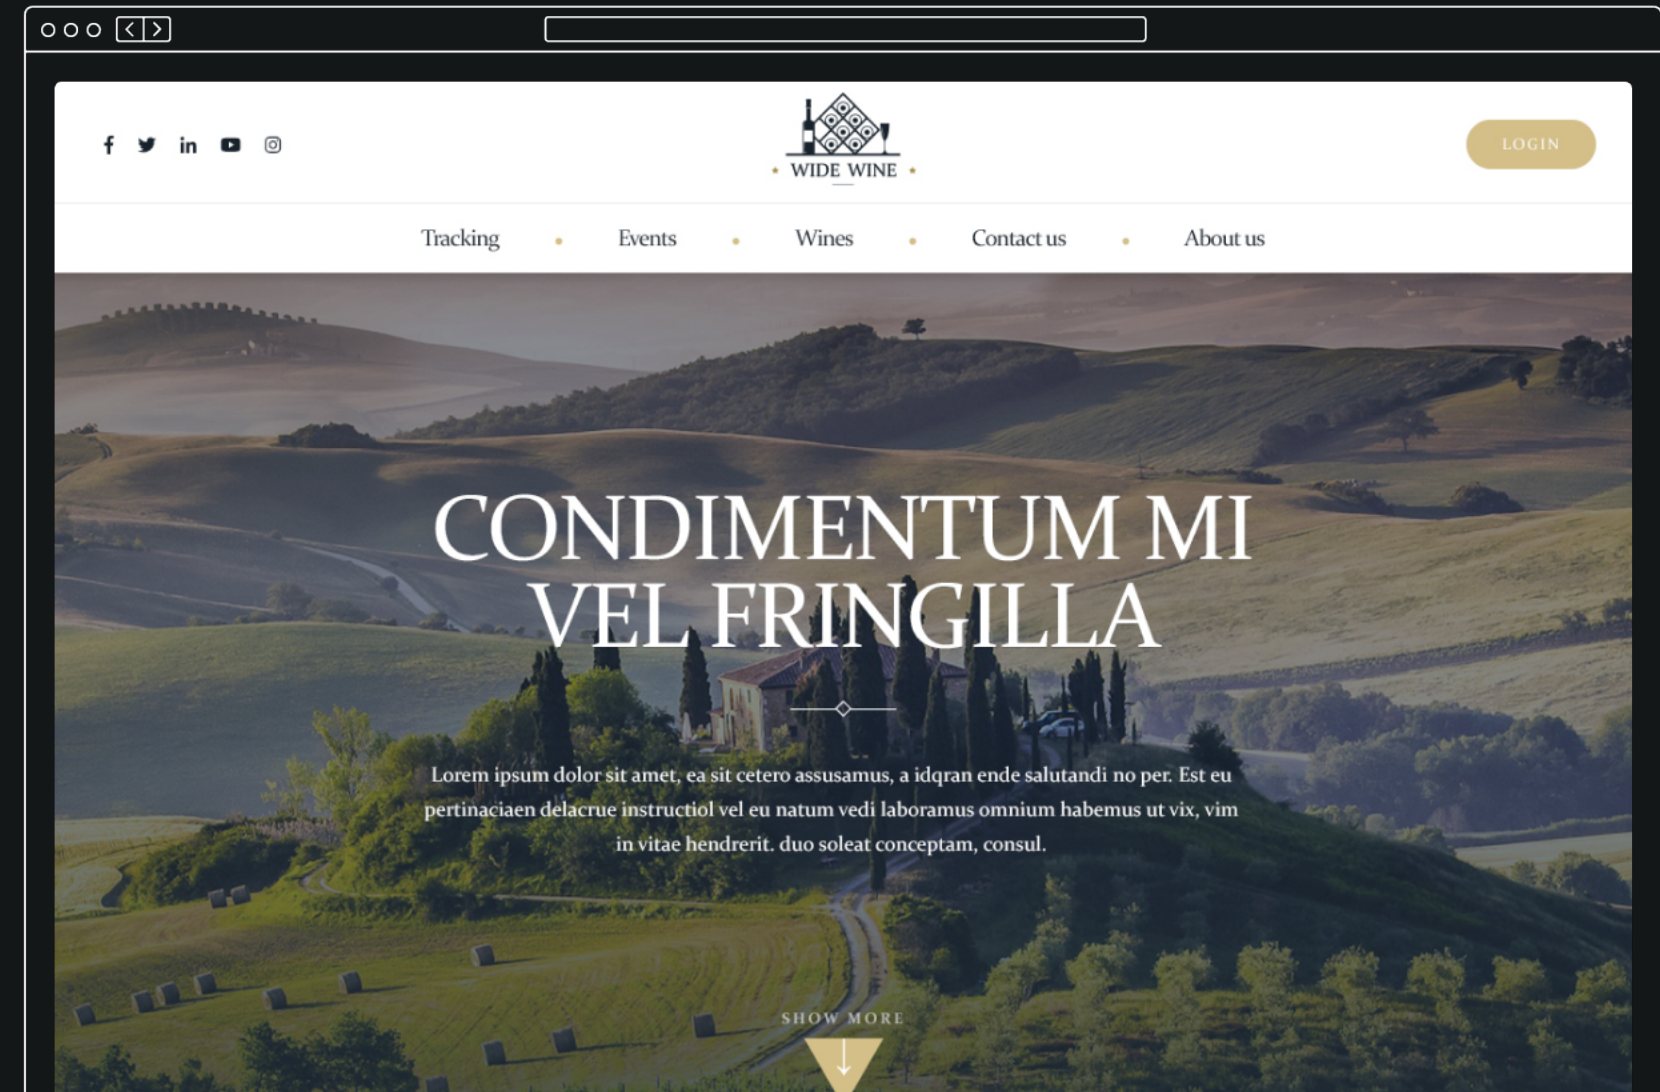 WIDE WINE
LOGIN
Tracking
Events
Wines
Contact us
About us
CONDIMENTUM MI
VEL FRINGILLA
Lorem ipsum dolor sit amet, ea sit cetero assusamus, a idqran ende salutandi no per. Est eu
pertinaciaen delacrue instructiol vel eu natum vedi laboramus omnium habemus ut vix, vim
in vitae hendrerit. duo soleat conceptam, consul.
SHOW MORE